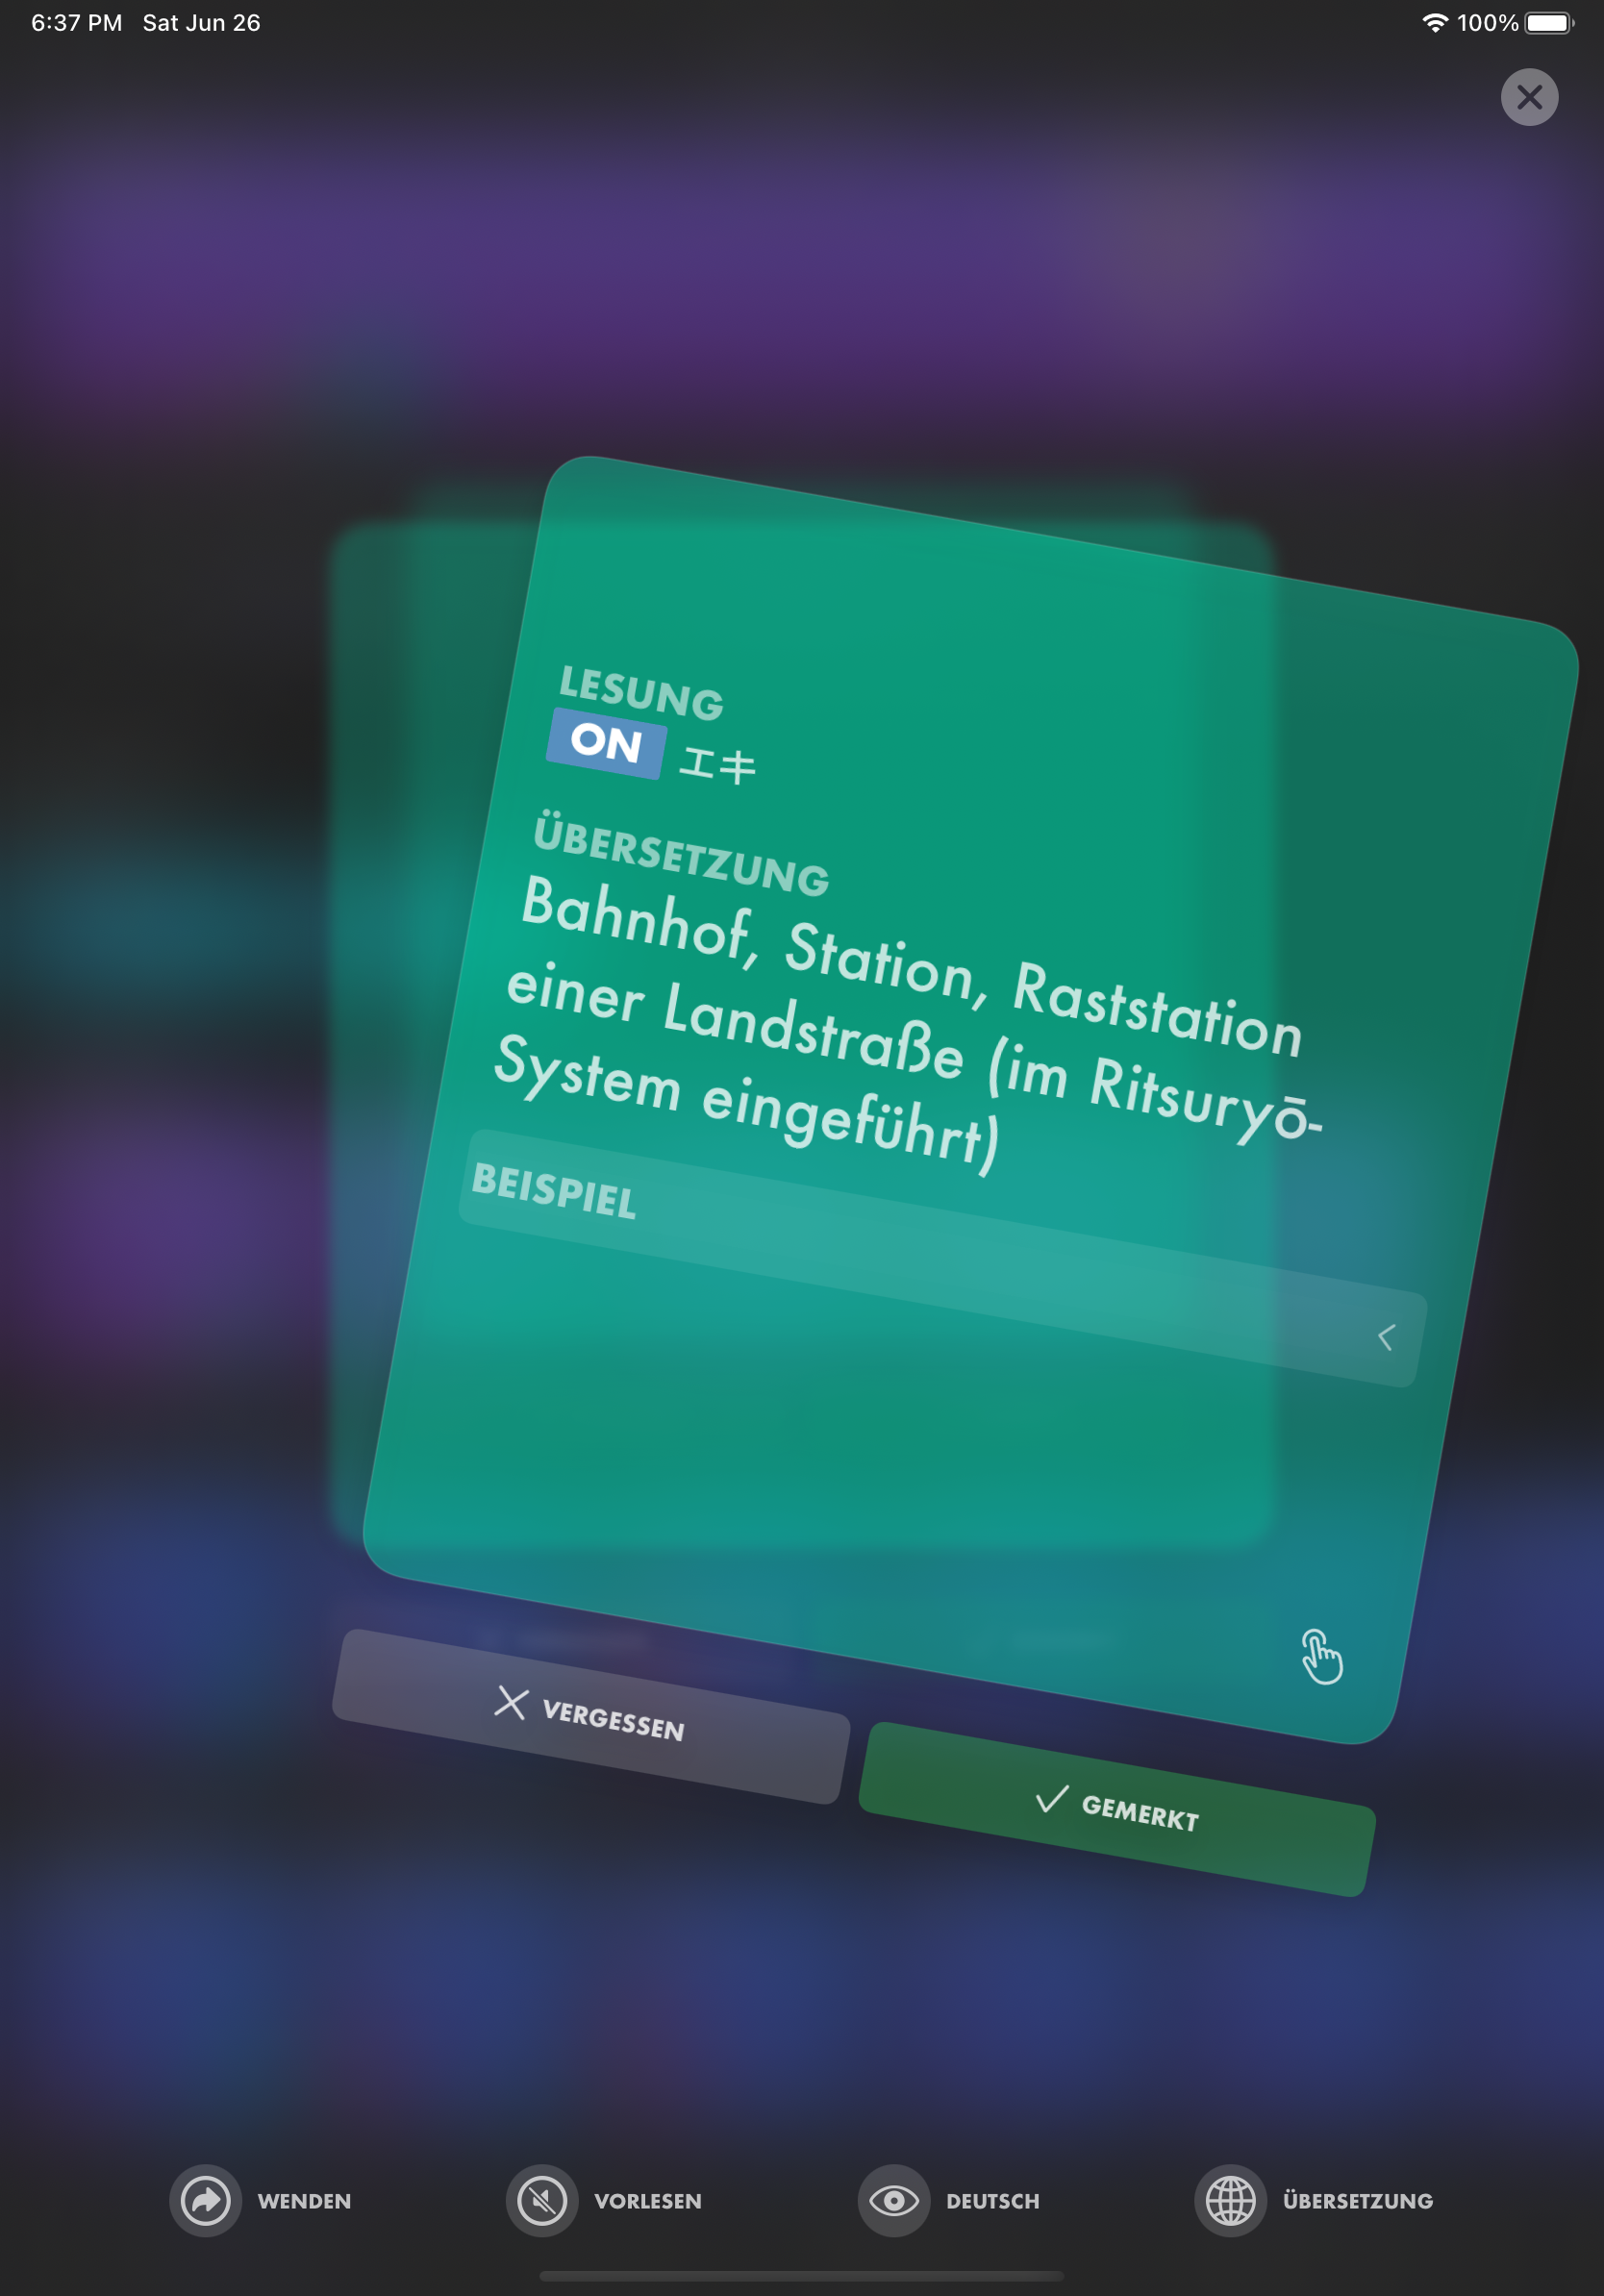 6:37 PM Sat Jun 26
100%
LESUNG
ON エキ
ÜBERSETZUNG
Bahnhof, Station, Raststation
einer Landstraße (im Ritsuryō-
System eingeführt)
BEISPIEL
VERGESSEN
GEMERKT
WENDEN
VORLESEN
DEUTSCH
ÜBERSETZUNG